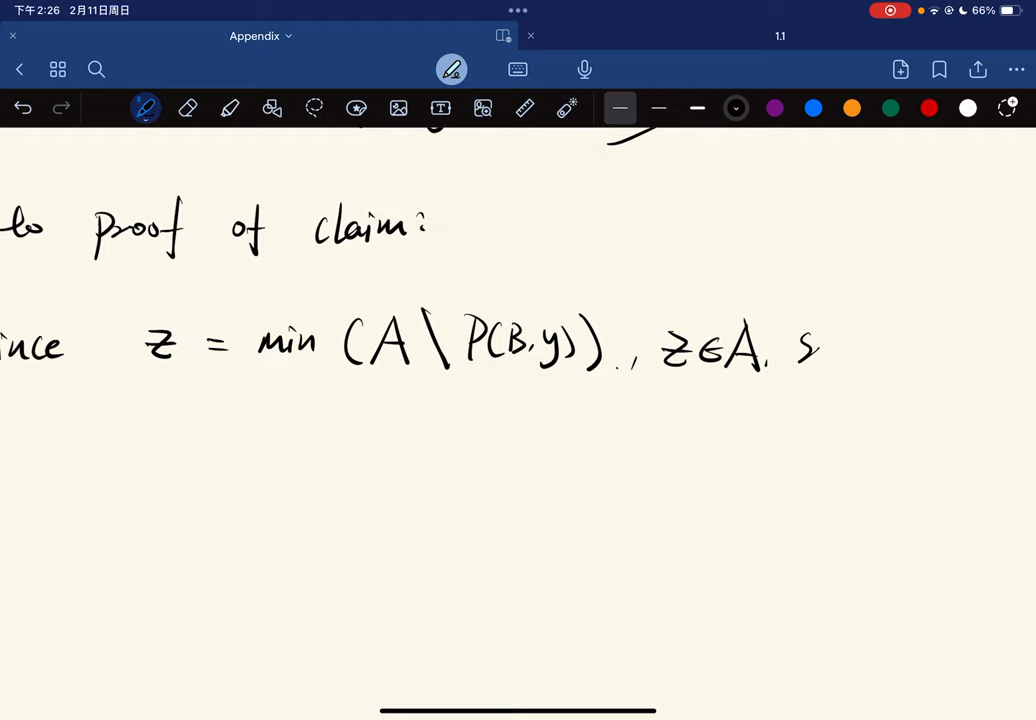 下午2:26 2月11日周日
66%
Appendix
1.1
to proof of claim:
ince z = min (A \ P(B,y)) . , z∈A. s